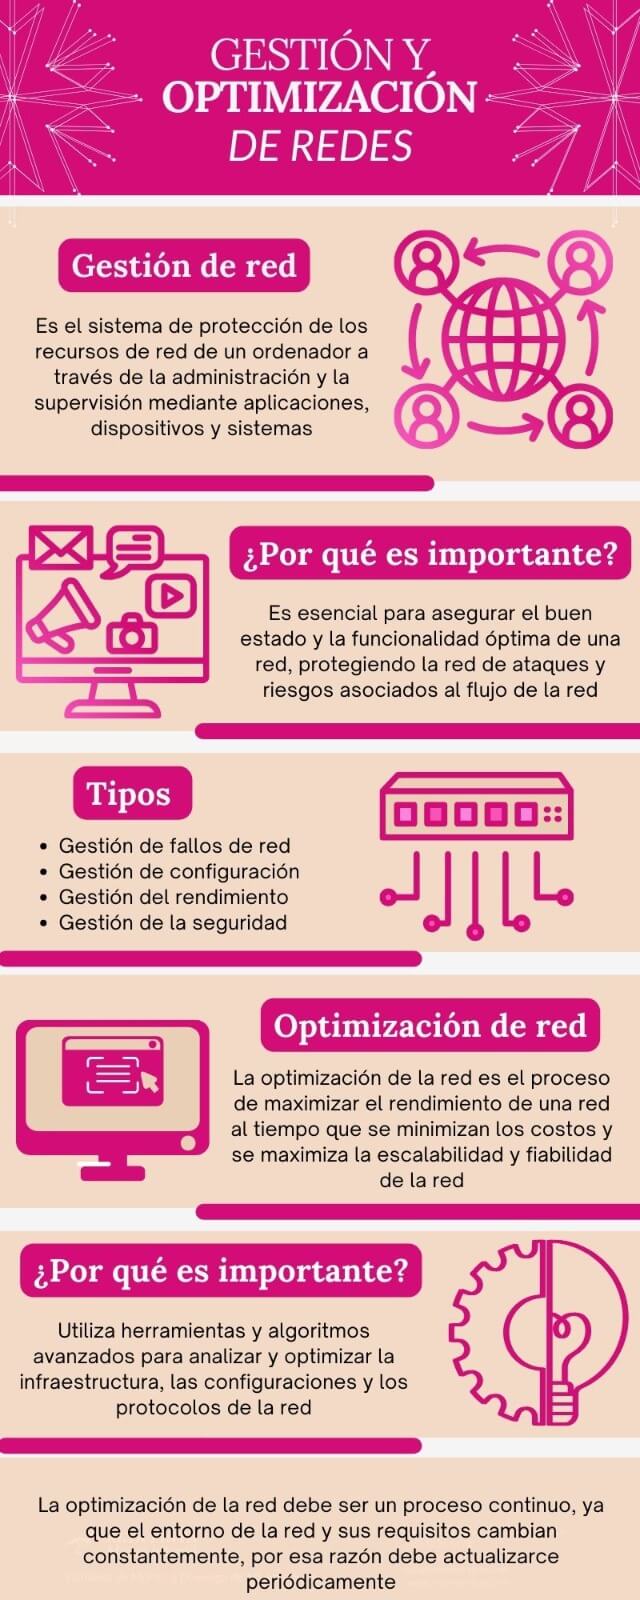 GESTIÓN Y
OPTIMIZACIÓN
DE REDES
Gestión de red
Es el sistema de protección de los
recursos de red de un ordenador a
través de la administración y la
supervisión mediante aplicaciones,
dispositivos y sistemas
¿Por qué es importante?
Es esencial para asegurar el buen
estado y la funcionalidad óptima de una
red, protegiendo la red de ataques y
riesgos asociados al flujo de la red
Tipos
• Gestión de fallos de red
• Gestión de configuración
• Gestión del rendimiento
• Gestión de la seguridad
Optimización de red
La optimización de la red es el proceso
de maximizar el rendimiento de una red
al tiempo que se minimizan los costos y
se maximiza la escalabilidad y fiabilidad
de la red
¿Por qué es importante?
Utiliza herramientas y algoritmos
avanzados para analizar y optimizar la
infraestructura, las configuraciones y los
protocolos de la red
La optimización de la red debe ser un proceso continuo, ya
que el entorno de la red y sus requisitos cambian
constantemente, por esa razón debe actualizarce
periódicamente